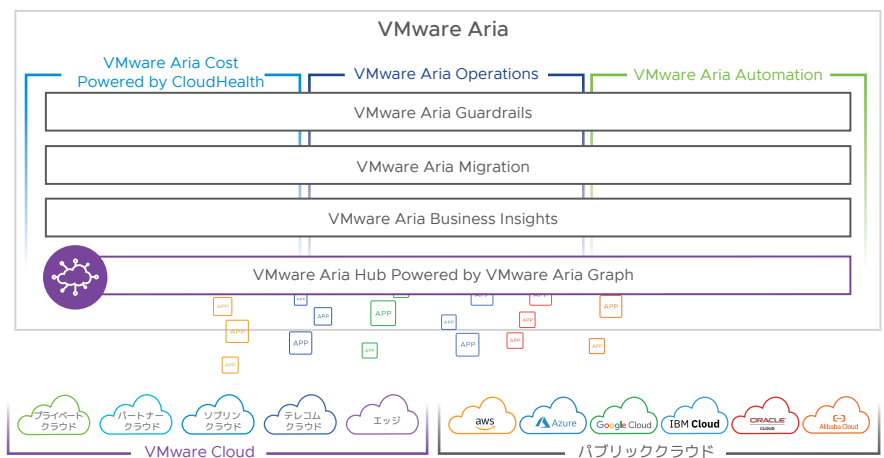 VMware Aria
VMware Aria Cost
Powered by CloudHealth
VMware Aria Operations
VMware Aria Automation
VMware Aria Guardrails
VMware Aria Migration
VMware Aria Business Insights
VMware Aria Hub Powered by VMware Aria Graph
APP
APP
APP
APP
APP
APP
APP
APP
APP
APP
APP
APP
APP
APP
プライベート
クラウド
パートナー
クラウド
ソブリン
クラウド
テレコム
クラウド
エッジ
aws
Azure
Google Cloud
IBM Cloud
ORACLE
CLOUD
Alibaba Cloud
VMware Cloud
パブリッククラウド